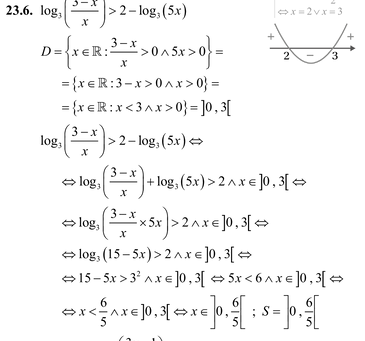 23.6. log₃((3−x)/x) > 2 − log₃(5x)
⇔ x = 2 ∨ x = 3
+ − +
2 3
D = {x ∈ ℝ : (3−x)/x > 0 ∧ 5x > 0} =
= {x ∈ ℝ : 3 − x > 0 ∧ x > 0} =
= {x ∈ ℝ : x < 3 ∧ x > 0} = ]0, 3[
log₃((3−x)/x) > 2 − log₃(5x) ⇔
⇔ log₃((3−x)/x) + log₃(5x) > 2 ∧ x ∈ ]0, 3[ ⇔
⇔ log₃((3−x)/x × 5x) > 2 ∧ x ∈ ]0, 3[ ⇔
⇔ log₃(15 − 5x) > 2 ∧ x ∈ ]0, 3[ ⇔
⇔ 15 − 5x > 3² ∧ x ∈ ]0, 3[ ⇔ 5x < 6 ∧ x ∈ ]0, 3[ ⇔
⇔ x < 6/5 ∧ x ∈ ]0, 3[ ⇔ x ∈ ]0, 6/5[ ; S = ]0, 6/5[